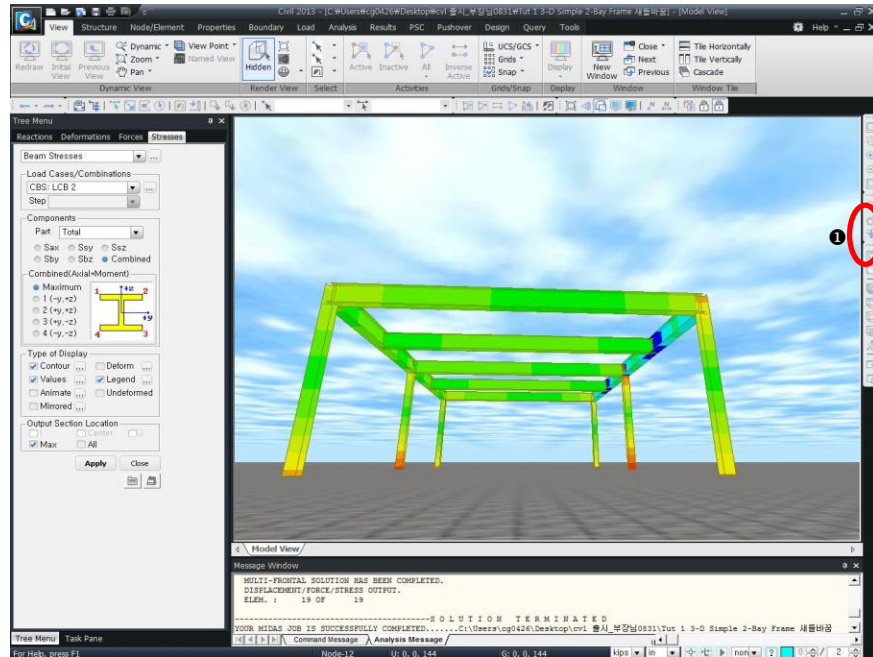 Civil 2013 - [C:₩Users₩cg0426₩Desktop₩cvl 출시_부장님0831₩Tut 1 3-D Simple 2-Bay Frame 새틀바꿈] - [Model View]
View Structure Node/Element Properties Boundary Load Analysis Results PSC Pushover Design Query Tools Help
Redraw Initial View Previous View Dynamic Zoom Pan View Point Named View Hidden Active Inactive All Inverse Active UCS/GCS Grids Snap Display New Window Close Next Previous Tile Horizontally Tile Vertically Cascade
Dynamic View Render View Select Activities Grids/Snap Display Window Window Tile
Tree Menu
Reactions Deformations Forces Stresses
Beam Stresses ...
Load Cases/Combinations
CBS: LCB 2 ...
Step
Components
Part Total
Sax Ssy Ssz
Sby Sbz Combined
Combined(Axial+Moment)
Maximum
1 (-y,+z)
2 (+y,+z)
3 (+y,-z)
4 (-y,-z)
1 +z 2
+y
4 3
❶
Type of Display
Contour ... Deform ...
Values ... Legend ...
Animate ... Undeformed
Mirrored ...
Output Section Location
I Center J
Max All
Apply Close
Model View
Message Window
MULTI-FRONTAL SOLUTION HAS BEEN COMPLETED.
DISPLACEMENT/FORCE/STRESS OUTPUT.
ELEM. : 19 OF 19
S O L U T I O N T E R M I N A T E D
YOUR MIDAS JOB IS SUCCESSFULLY COMPLETED......C:\Users\cg0426\Desktop\cvl 출시_부장님0831\Tut 1 3-D Simple 2-Bay Frame 새틀바꿈
Command Message Analysis Message
Tree Menu Task Pane
For Help, press F1 Node-12 U: 0, 0, 144 G: 0, 0, 144 kips in non 2